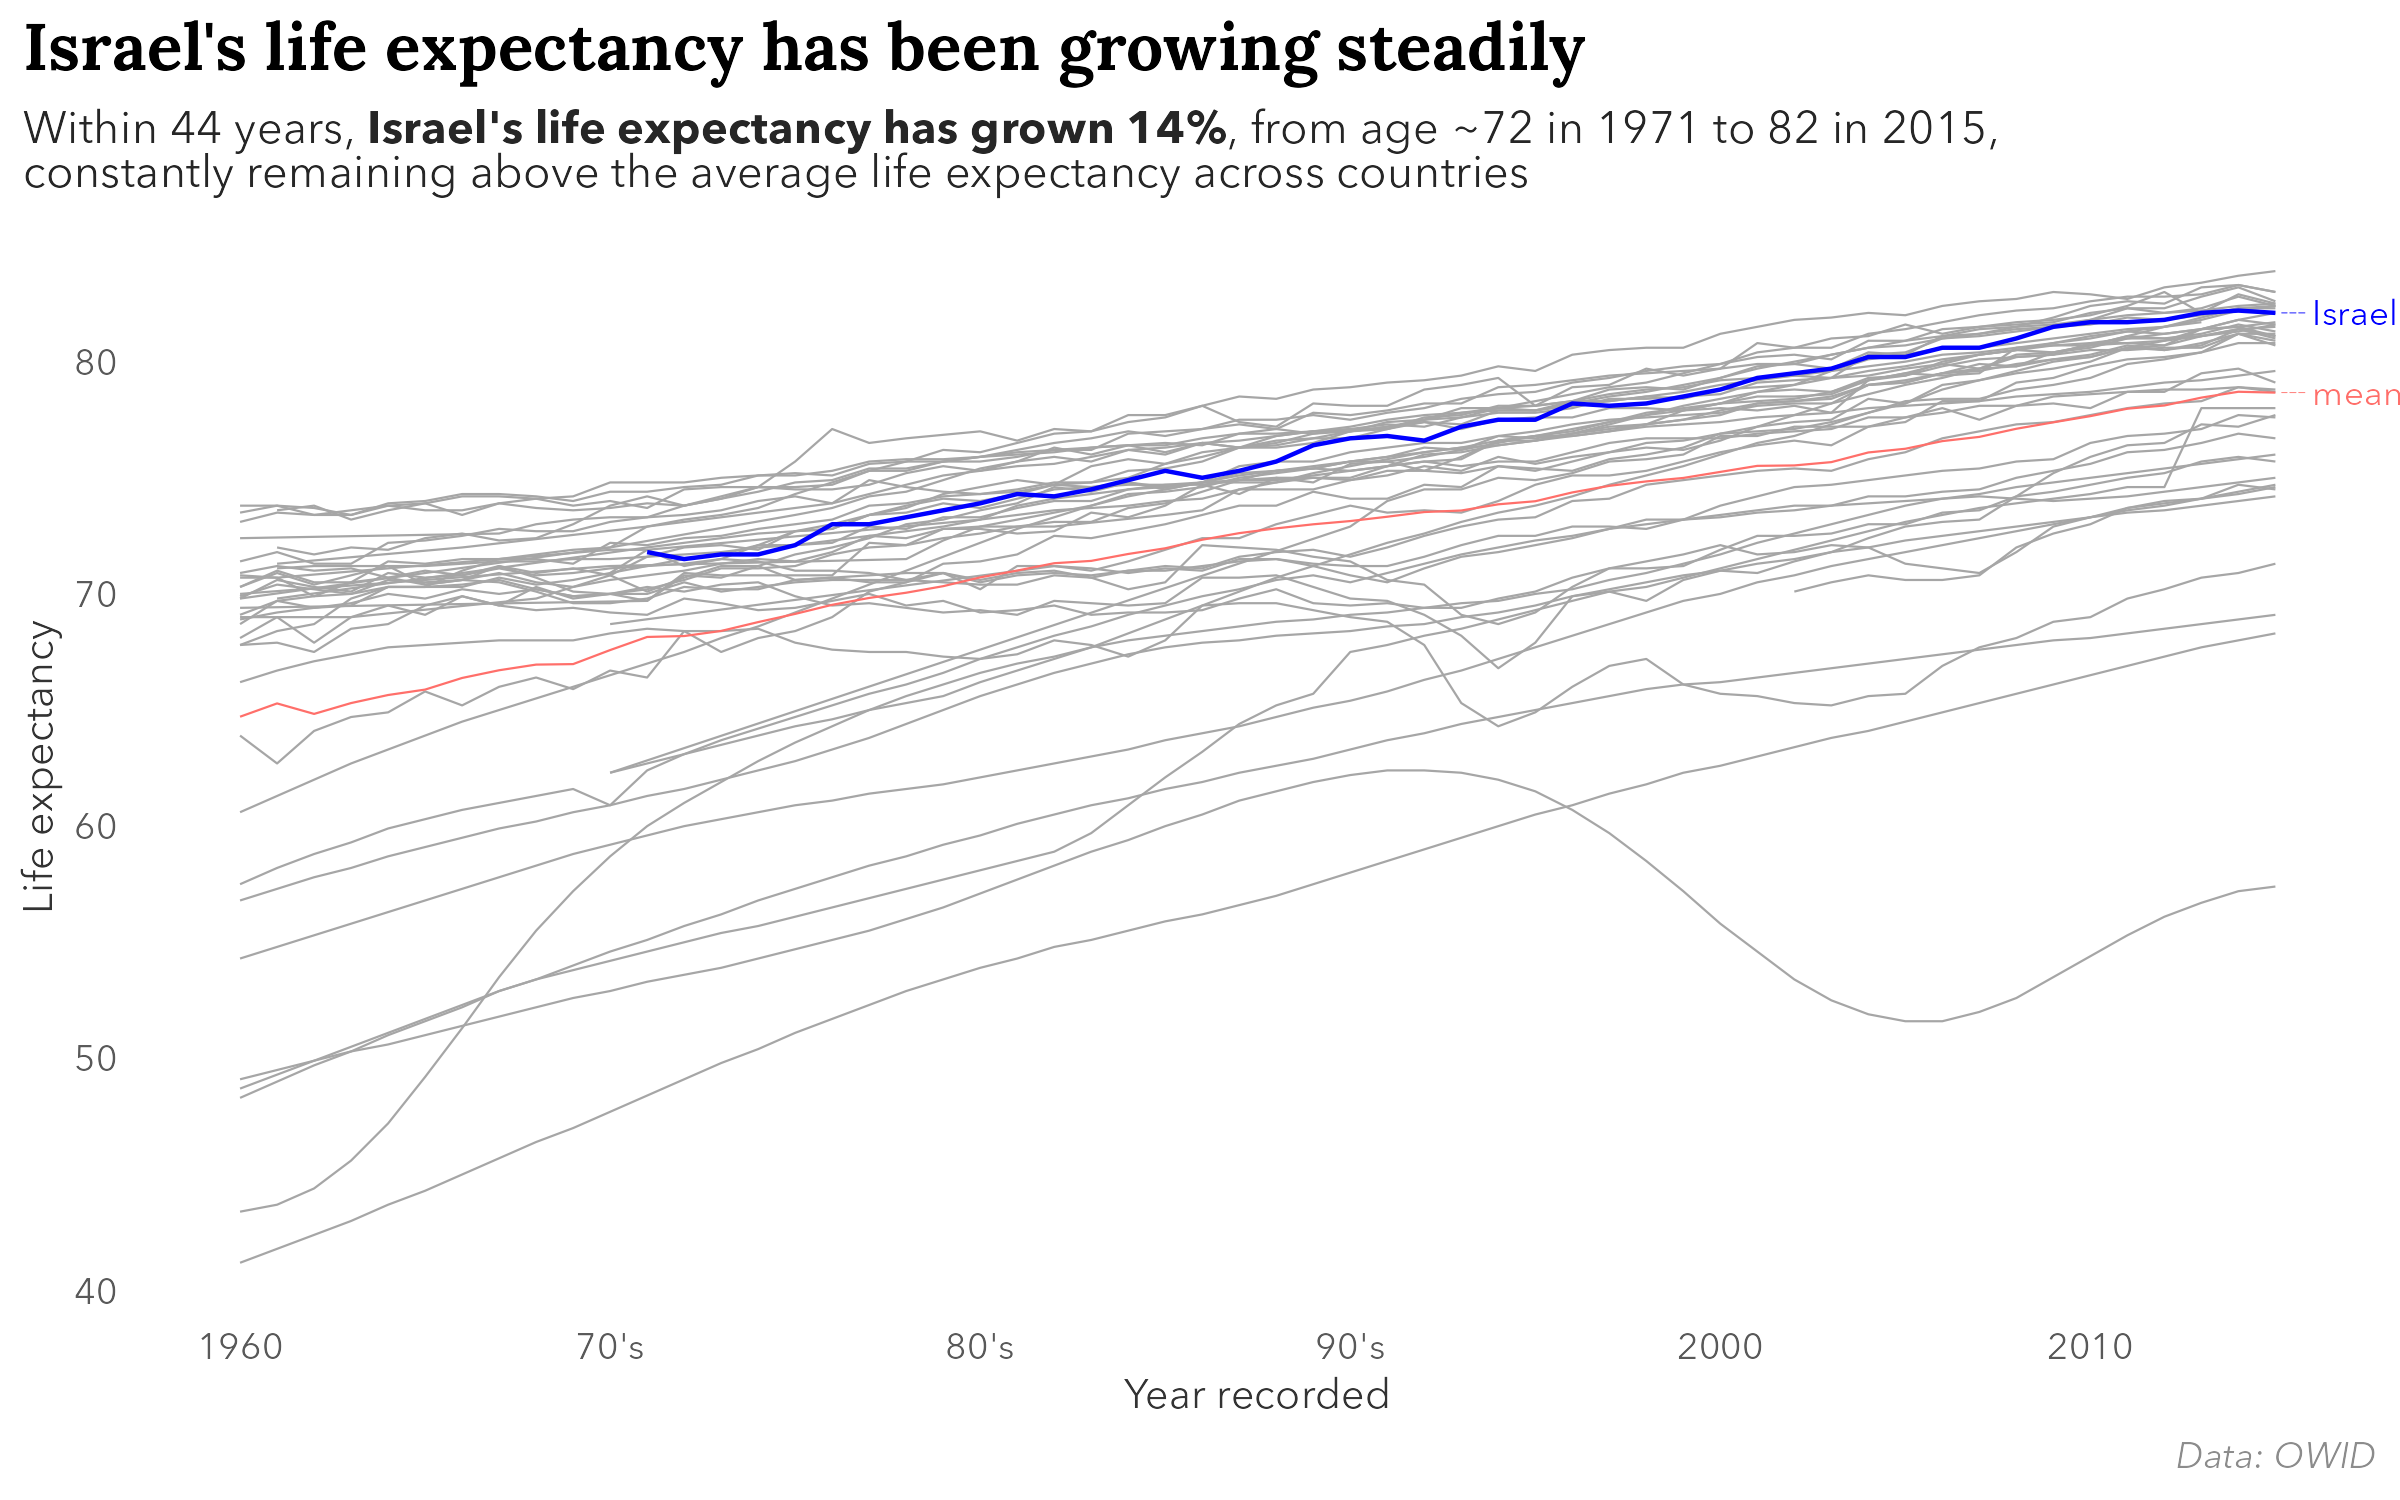 Israel's life expectancy has been growing steadily
Within 44 years, Israel's life expectancy has grown 14%, from age ~72 in 1971 to 82 in 2015,
constantly remaining above the average life expectancy across countries
Israel
mean
Life expectancy
80
70
60
50
40
1960 70's 80's 90's 2000 2010
Year recorded
Data: OWID